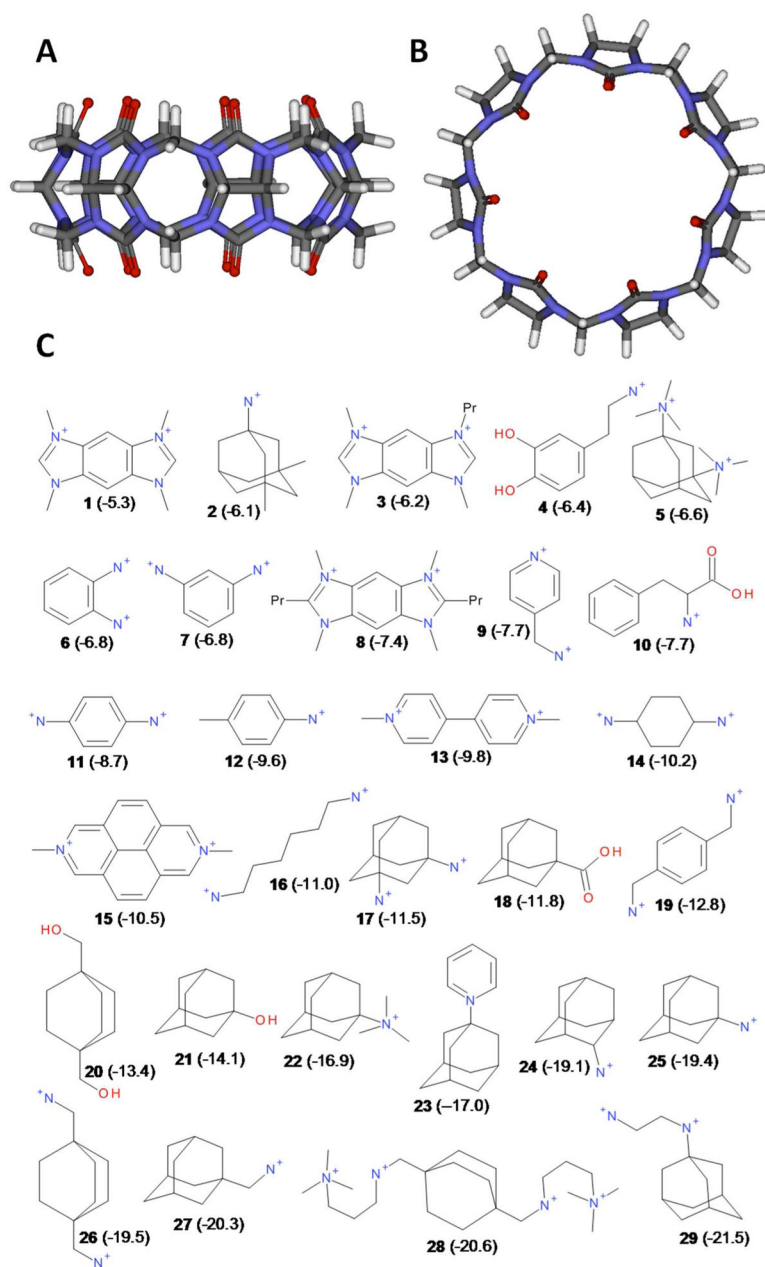 A
B
C
N⁺
N⁺ N⁺ Pr N⁺ N⁺ HO N⁺
N N HO N⁺
1 (-5.3) 2 (-6.1) 3 (-6.2) 4 (-6.4) 5 (-6.6)
N⁺ ⁺N N⁺ N⁺ N⁺ N⁺ O
N⁺ Pr Pr OH
N N N⁺ N⁺
6 (-6.8) 7 (-6.8) 8 (-7.4) 9 (-7.7) 10 (-7.7)
⁺N N⁺ N⁺ N⁺ N⁺ ⁺N N⁺
11 (-8.7) 12 (-9.6) 13 (-9.8) 14 (-10.2)
N⁺ N⁺
N⁺ N⁺ N⁺ OH
⁺N N⁺ O N⁺
15 (-10.5) 16 (-11.0) 17 (-11.5) 18 (-11.8) 19 (-12.8)
HO
OH N⁺ N⁺ N⁺ N⁺
OH
20 (-13.4) 21 (-14.1) 22 (-16.9) 23 (–17.0) 24 (-19.1) 25 (-19.4)
⁺N N⁺ N⁺ N⁺ ⁺N N⁺
N⁺ N⁺ N⁺
26 (-19.5) 27 (-20.3) 28 (-20.6) 29 (-21.5)